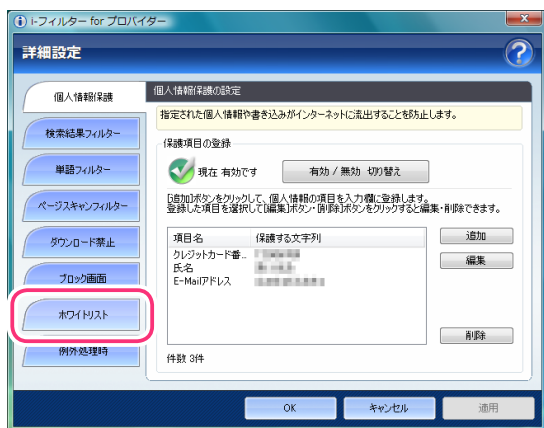 i-フィルター for プロバイダー
詳細設定
個人情報保護
検索結果フィルター
単語フィルター
ページスキャンフィルター
ダウンロード禁止
ブロック画面
ホワイトリスト
例外処理時
個人情報保護の設定
指定された個人情報や書き込みがインターネットに流出することを防止します。
保護項目の登録
現在 有効です
有効 / 無効 切り替え
[追加]ボタンをクリックして、個人情報の項目を入力欄に登録します。
登録した項目を選択して[編集]ボタン・[削除]ボタンをクリックすると編集・削除できます。
項目名 保護する文字列
クレジットカード番...
氏名
E-Mailアドレス
追加
編集
削除
件数 3件
OK キャンセル 適用